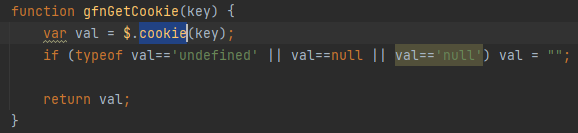 function gfnGetCookie(key) {
    var val = $.cookie(key);
    if (typeof val=='undefined' || val==null || val=='null') val = "";

    return val;
}